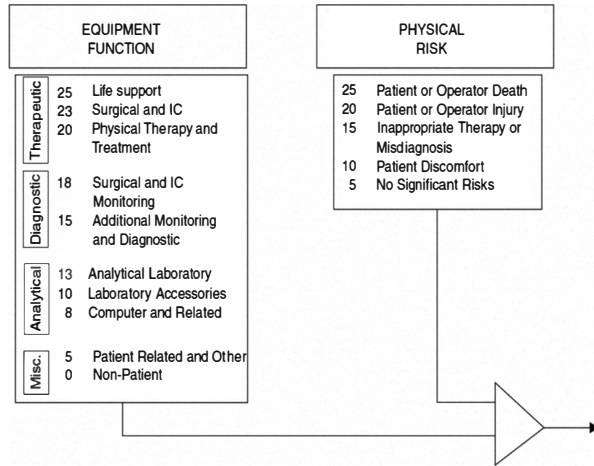 EQUIPMENT
FUNCTION
Therapeutic
25 Life support
23 Surgical and IC
20 Physical Therapy and
Treatment
Diagnostic
18 Surgical and IC
Monitoring
15 Additional Monitoring
and Diagnostic
Analytical
13 Analytical Laboratory
10 Laboratory Accessories
8 Computer and Related
Misc.
5 Patient Related and Other
0 Non-Patient
PHYSICAL
RISK
25 Patient or Operator Death
20 Patient or Operator Injury
15 Inappropriate Therapy or
Misdiagnosis
10 Patient Discomfort
5 No Significant Risks